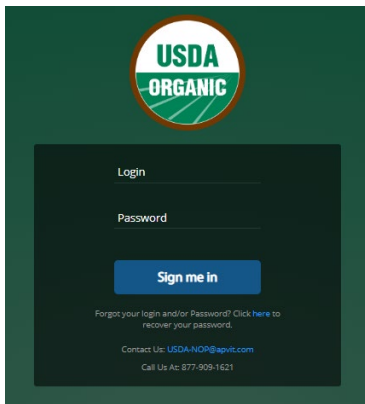 USDA
ORGANIC
Login
Password
Sign me in
Forgot your login and/or Password? Click here to
recover your password.
Contact Us: USDA-NOP@apvit.com
Call Us At: 877-909-1621